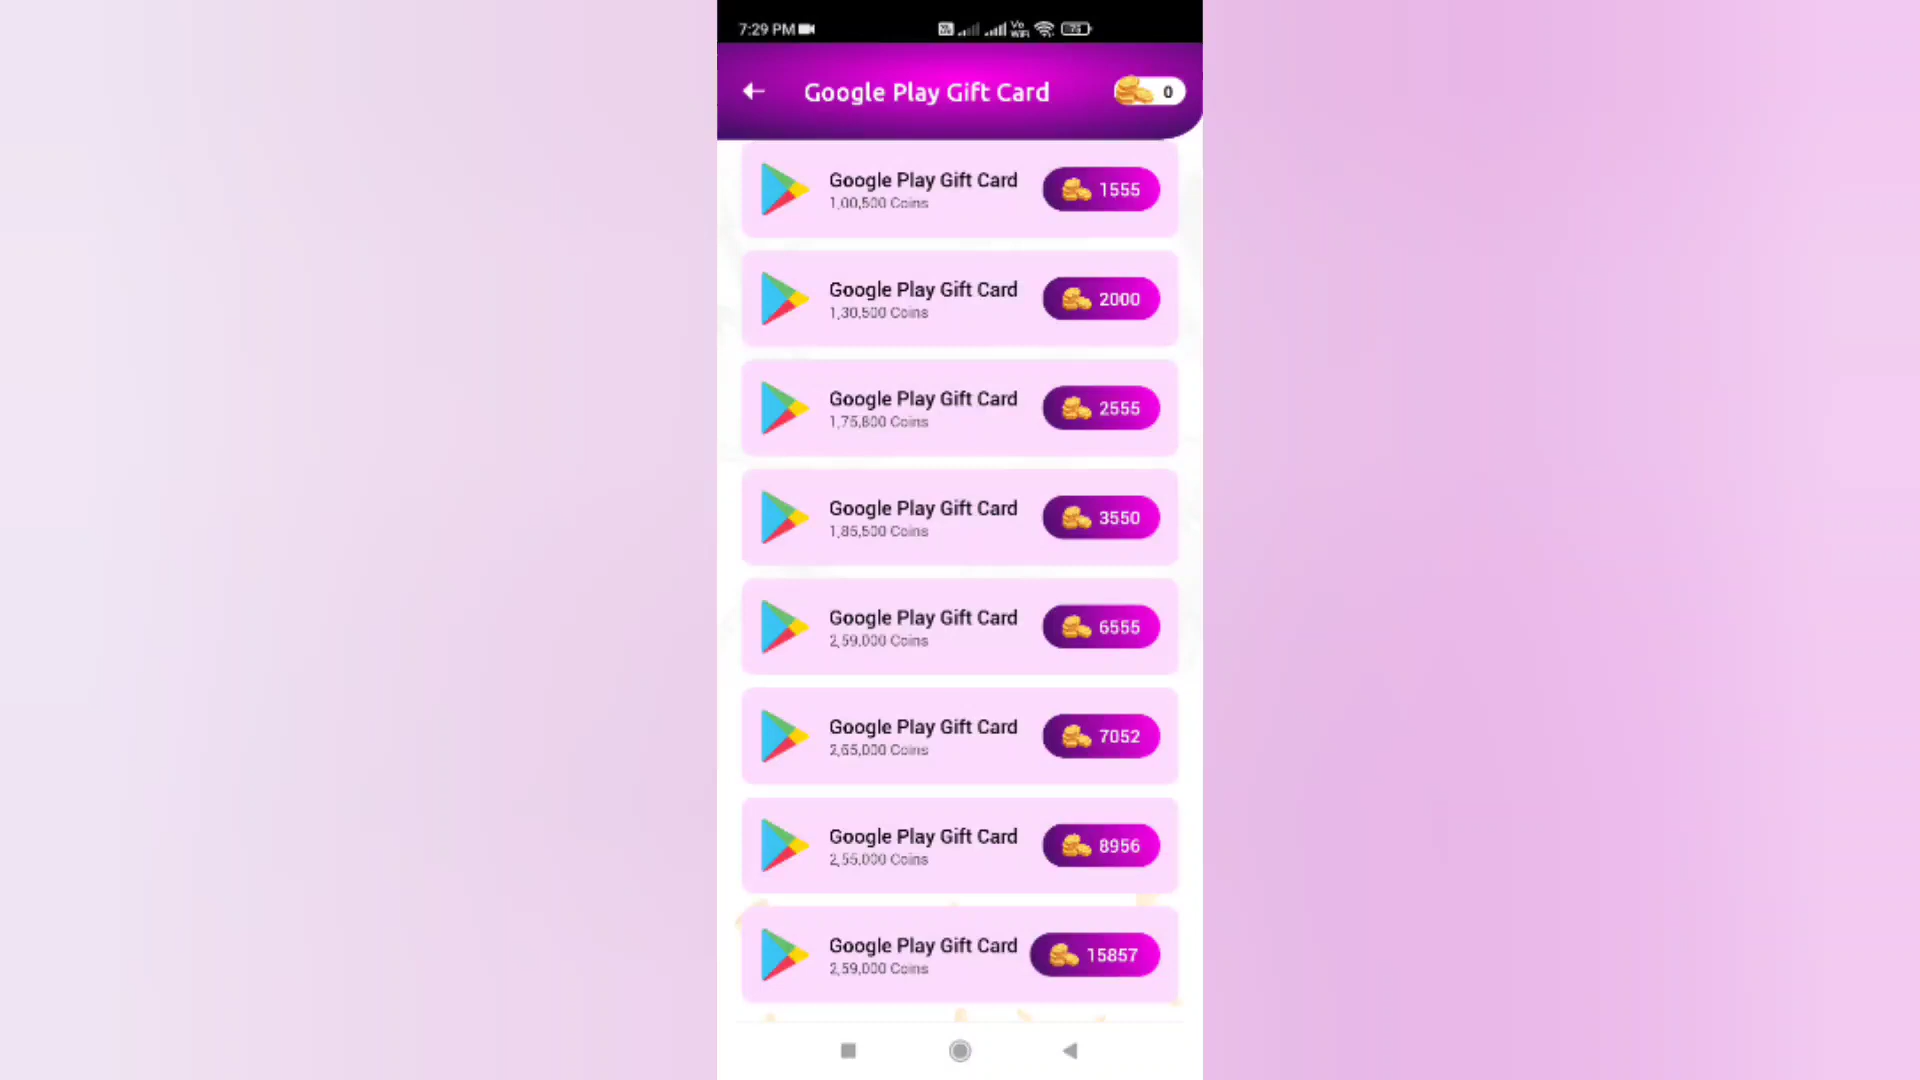 7:29 PM
Vo
WiFi
75
Google Play Gift Card
0
Google Play Gift Card
1,00,500 Coins
1555
Google Play Gift Card
1,30,500 Coins
2000
Google Play Gift Card
1,75,800 Coins
2555
Google Play Gift Card
1,85,500 Coins
3550
Google Play Gift Card
2,59,000 Coins
6555
Google Play Gift Card
2,65,000 Coins
7052
Google Play Gift Card
2,55,000 Coins
8956
Google Play Gift Card
2,59,000 Coins
15857